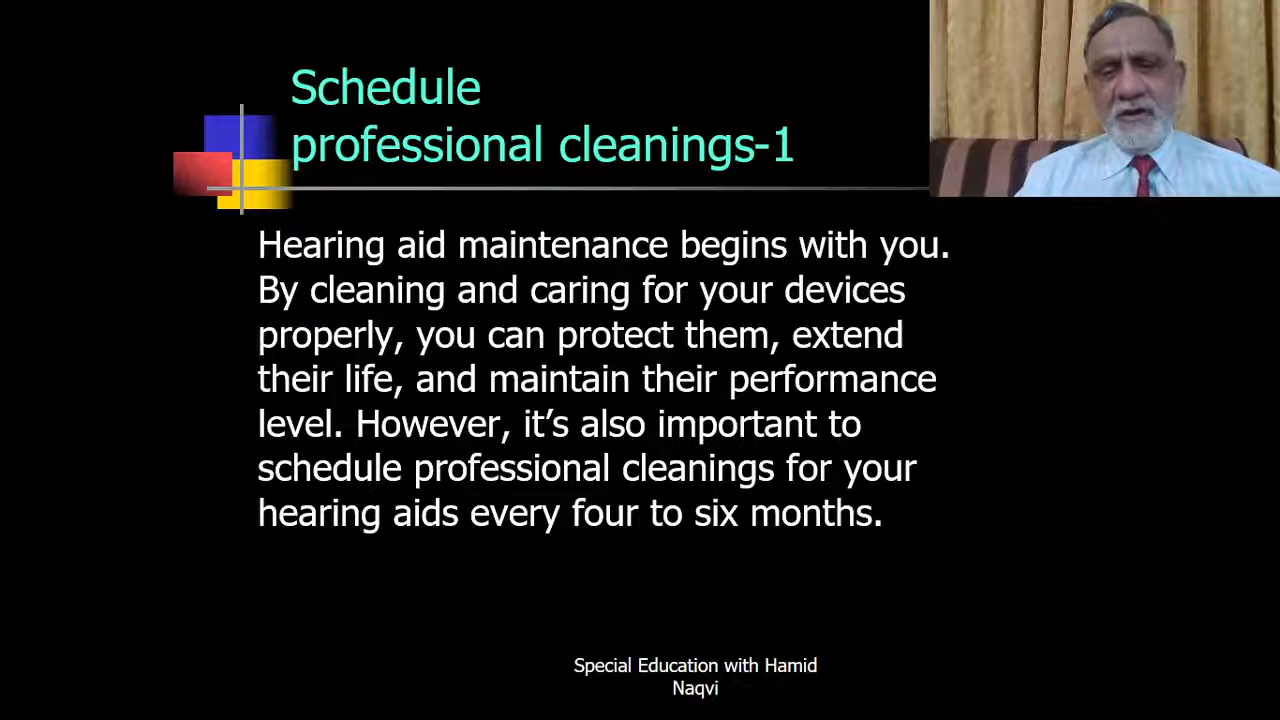 Schedule
professional cleanings-1
Hearing aid maintenance begins with you.
By cleaning and caring for your devices
properly, you can protect them, extend
their life, and maintain their performance
level. However, it’s also important to
schedule professional cleanings for your
hearing aids every four to six months.
Special Education with Hamid
Naqvi